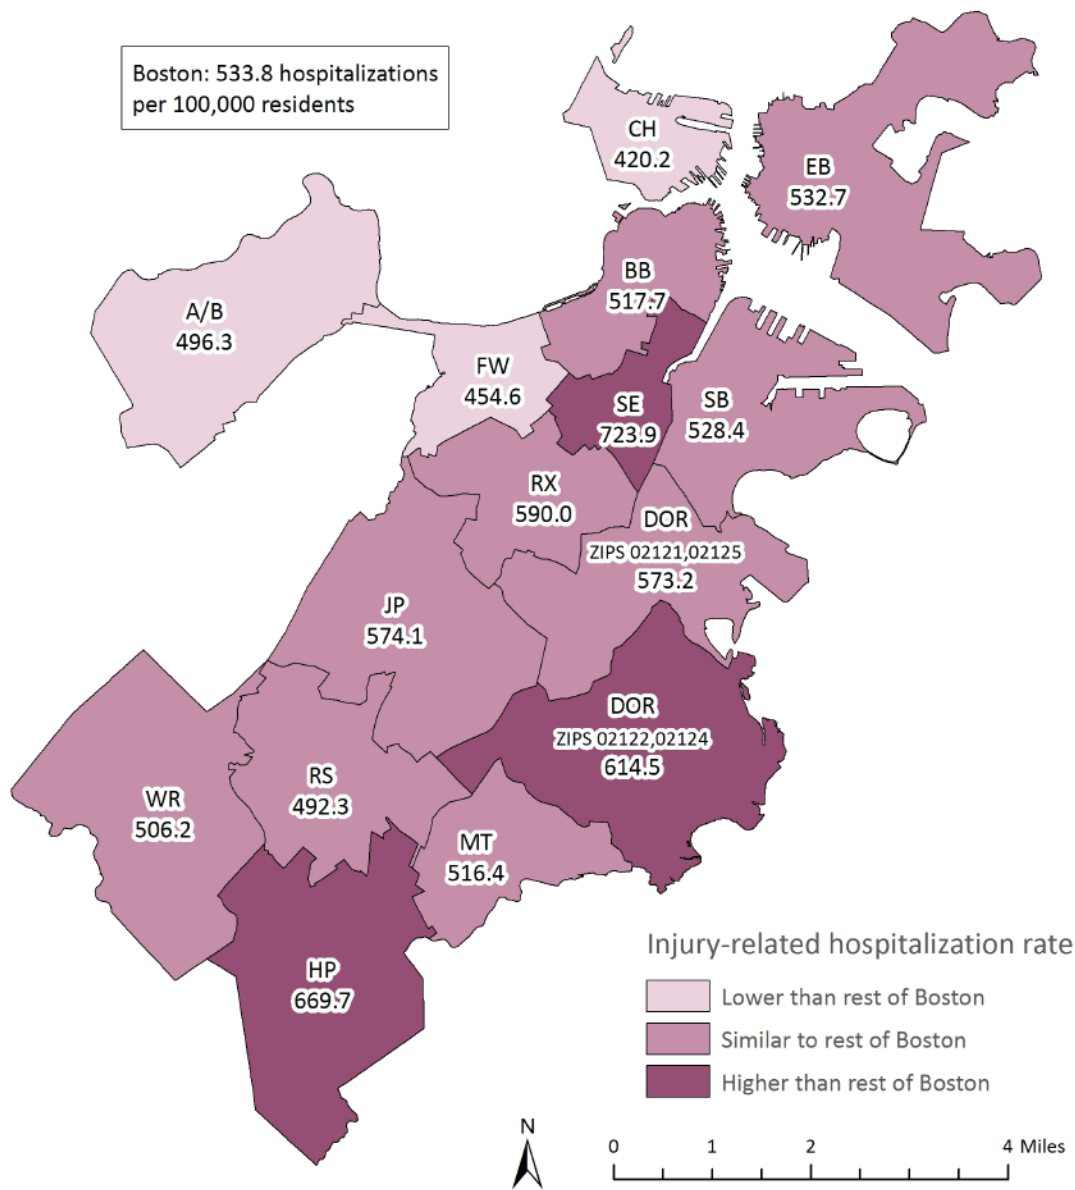 Boston: 533.8 hospitalizations
per 100,000 residents
CH
420.2
EB
532.7
BB
517.7
A/B
496.3
FW
454.6
SE
723.9
SB
528.4
RX
590.0
DOR
ZIPS 02121,02125
573.2
JP
574.1
DOR
ZIPS 02122,02124
614.5
RS
492.3
WR
506.2
MT
516.4
HP
669.7
Injury-related hospitalization rate
Lower than rest of Boston
Similar to rest of Boston
Higher than rest of Boston
N
0 1 2 4 Miles